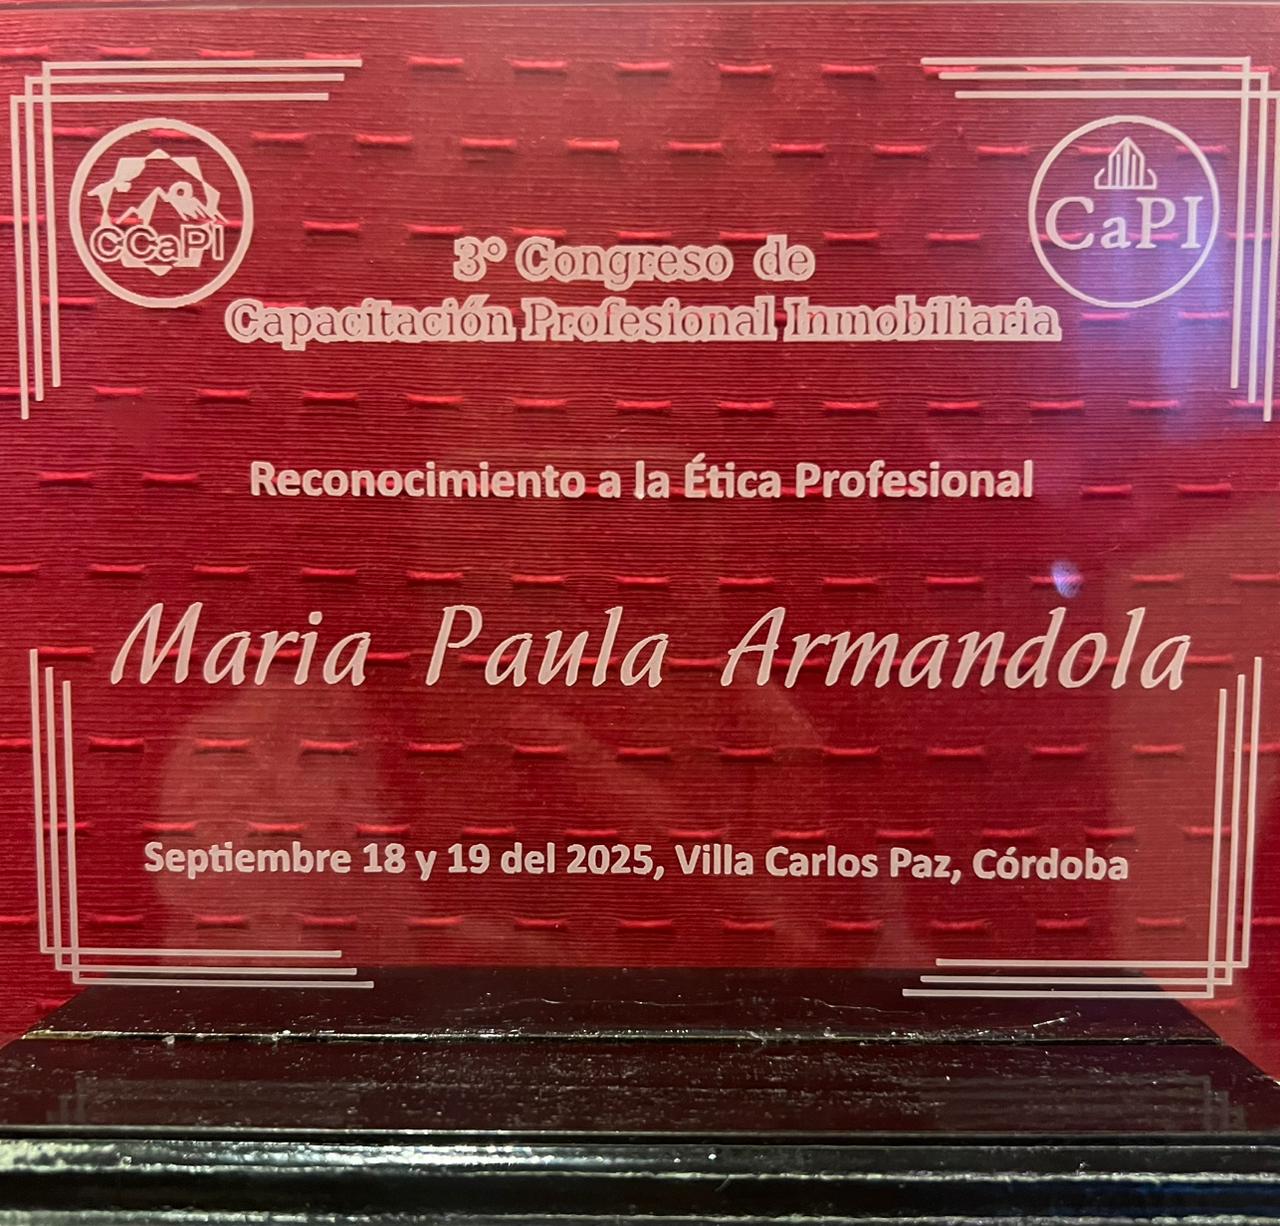 CCaPI
CaPI
3° Congreso de
Capacitación Profesional Inmobiliaria
Reconocimiento a la Ética Profesional
Maria Paula Armandola
Septiembre 18 y 19 del 2025, Villa Carlos Paz, Córdoba